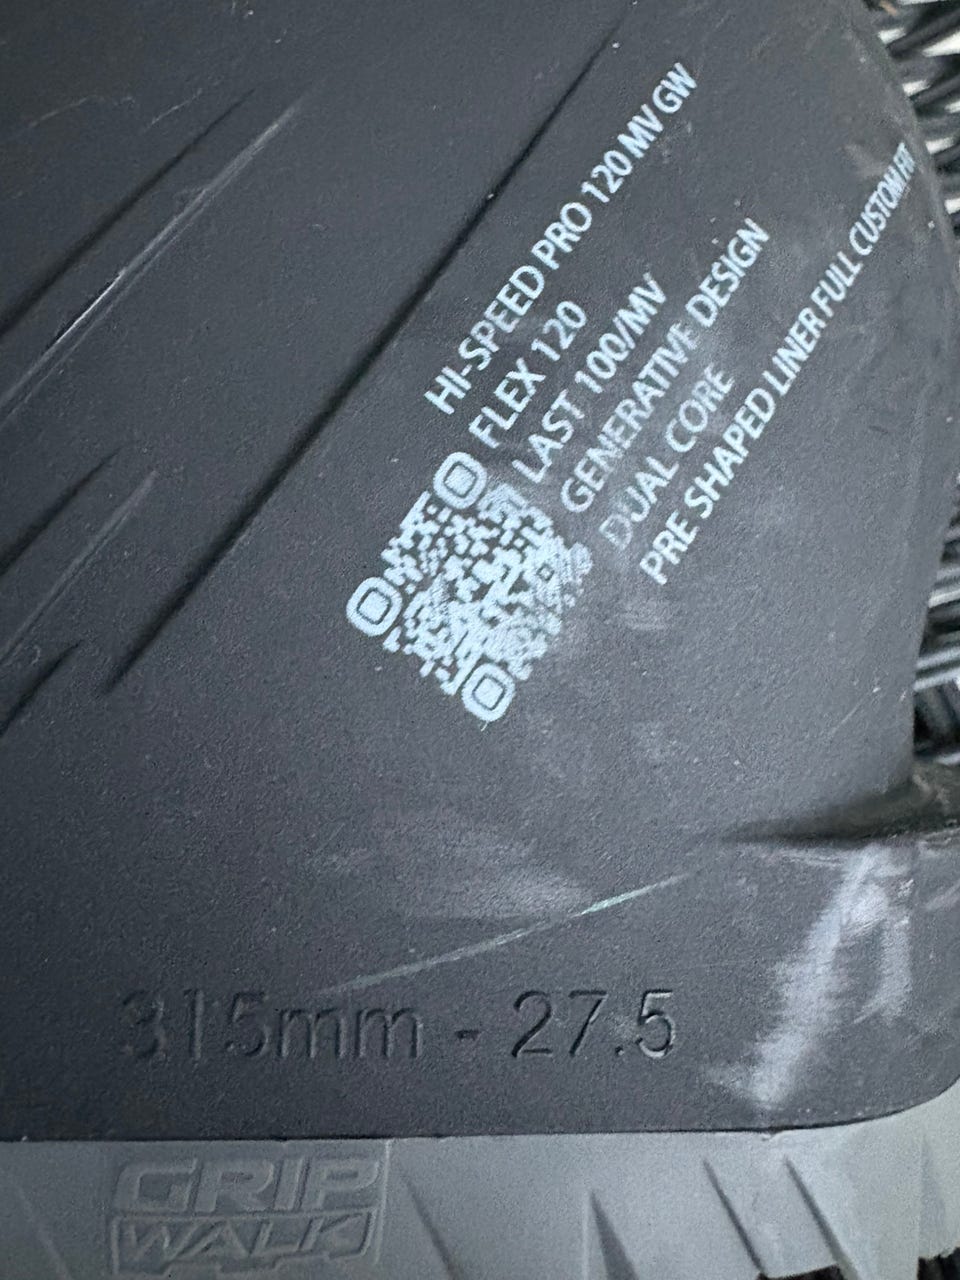 HI-SPEED PRO 120 MV GW
FLEX 120
LAST 100/MV
GENERATIVE DESIGN
DUAL CORE
PRE SHAPED LINER FULL CUSTOM FIT
315mm - 27.5
GRIP
WALK